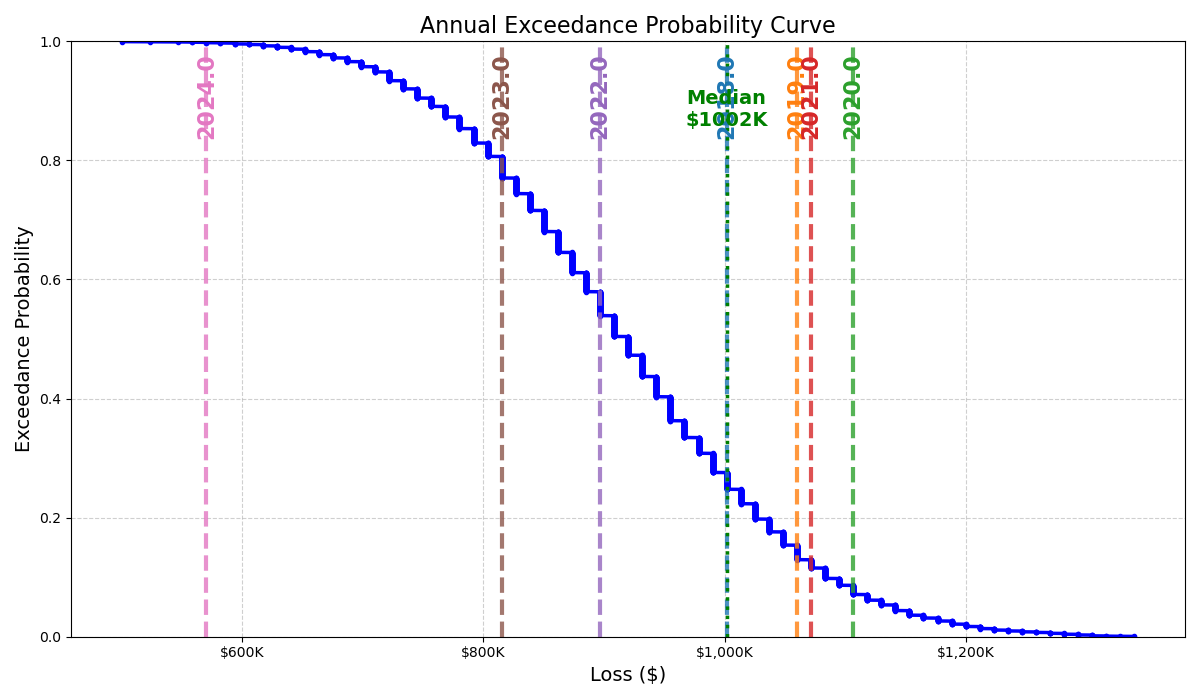 Annual Exceedance Probability Curve
Exceedance Probability
1.0
0.8
0.6
0.4
0.2
0.0
2024.0
2023.0
2022.0
2018.0
Median
$1002K
2019.0
2021.0
2020.0
$600K
$800K
$1,000K
$1,200K
Loss ($)